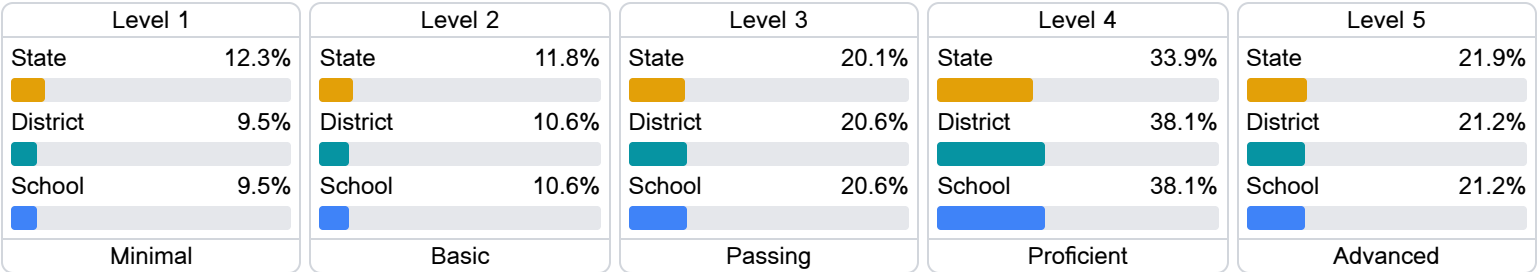 Level 1
State 12.3%
District 9.5%
School 9.5%
Minimal
Level 2
State 11.8%
District 10.6%
School 10.6%
Basic
Level 3
State 20.1%
District 20.6%
School 20.6%
Passing
Level 4
State 33.9%
District 38.1%
School 38.1%
Proficient
Level 5
State 21.9%
District 21.2%
School 21.2%
Advanced